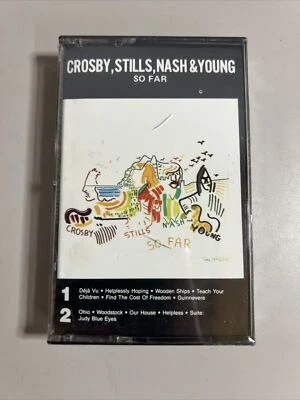 CROSBY, STILLS, NASH & YOUNG
SO FAR
CROSBY STILLS NASH YOUNG
SO FAR
1 Déjà Vu • Helplessly Hoping • Wooden Ships • Teach Your
Children • Find The Cost Of Freedom • Guinnevere
2 Ohio • Woodstock • Our House • Helpless • Suite:
Judy Blue Eyes